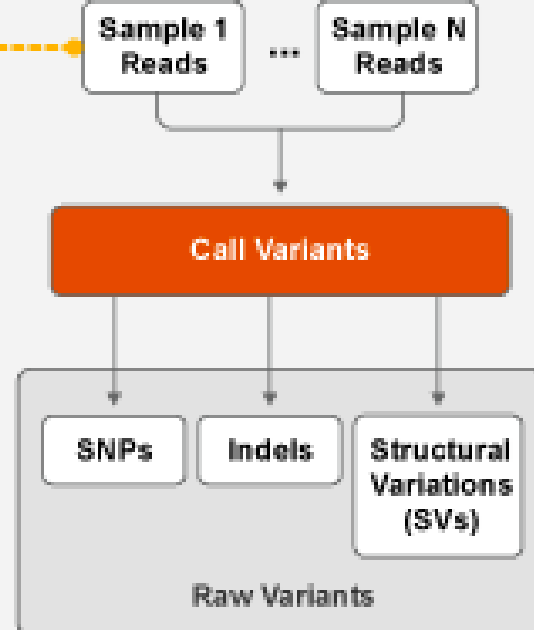 Sample 1
Reads
...
Sample N
Reads
Call Variants
SNPs
Indels
Structural
Variations
(SVs)
Raw Variants